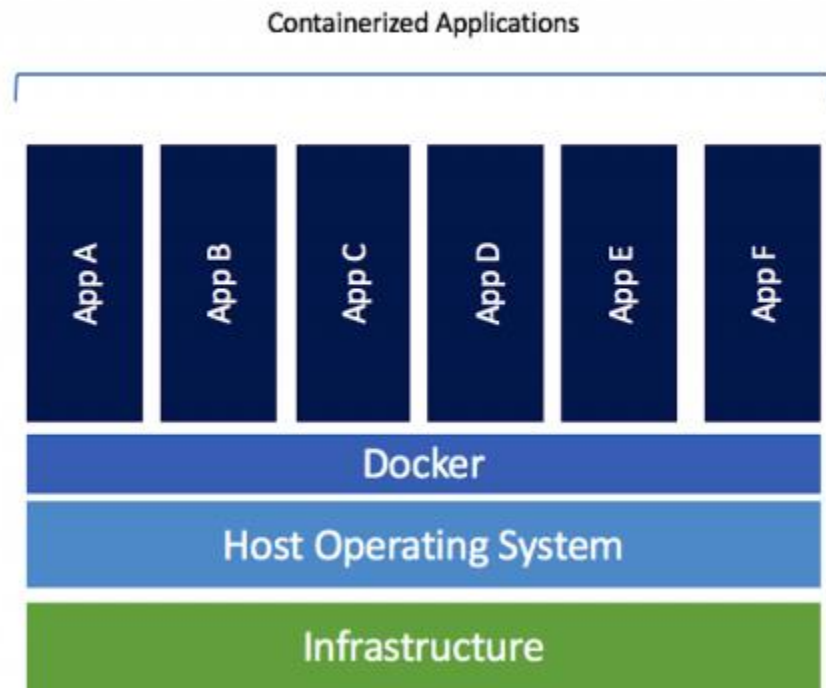 Containerized Applications
App A
App B
App C
App D
App E
App F
Docker
Host Operating System
Infrastructure